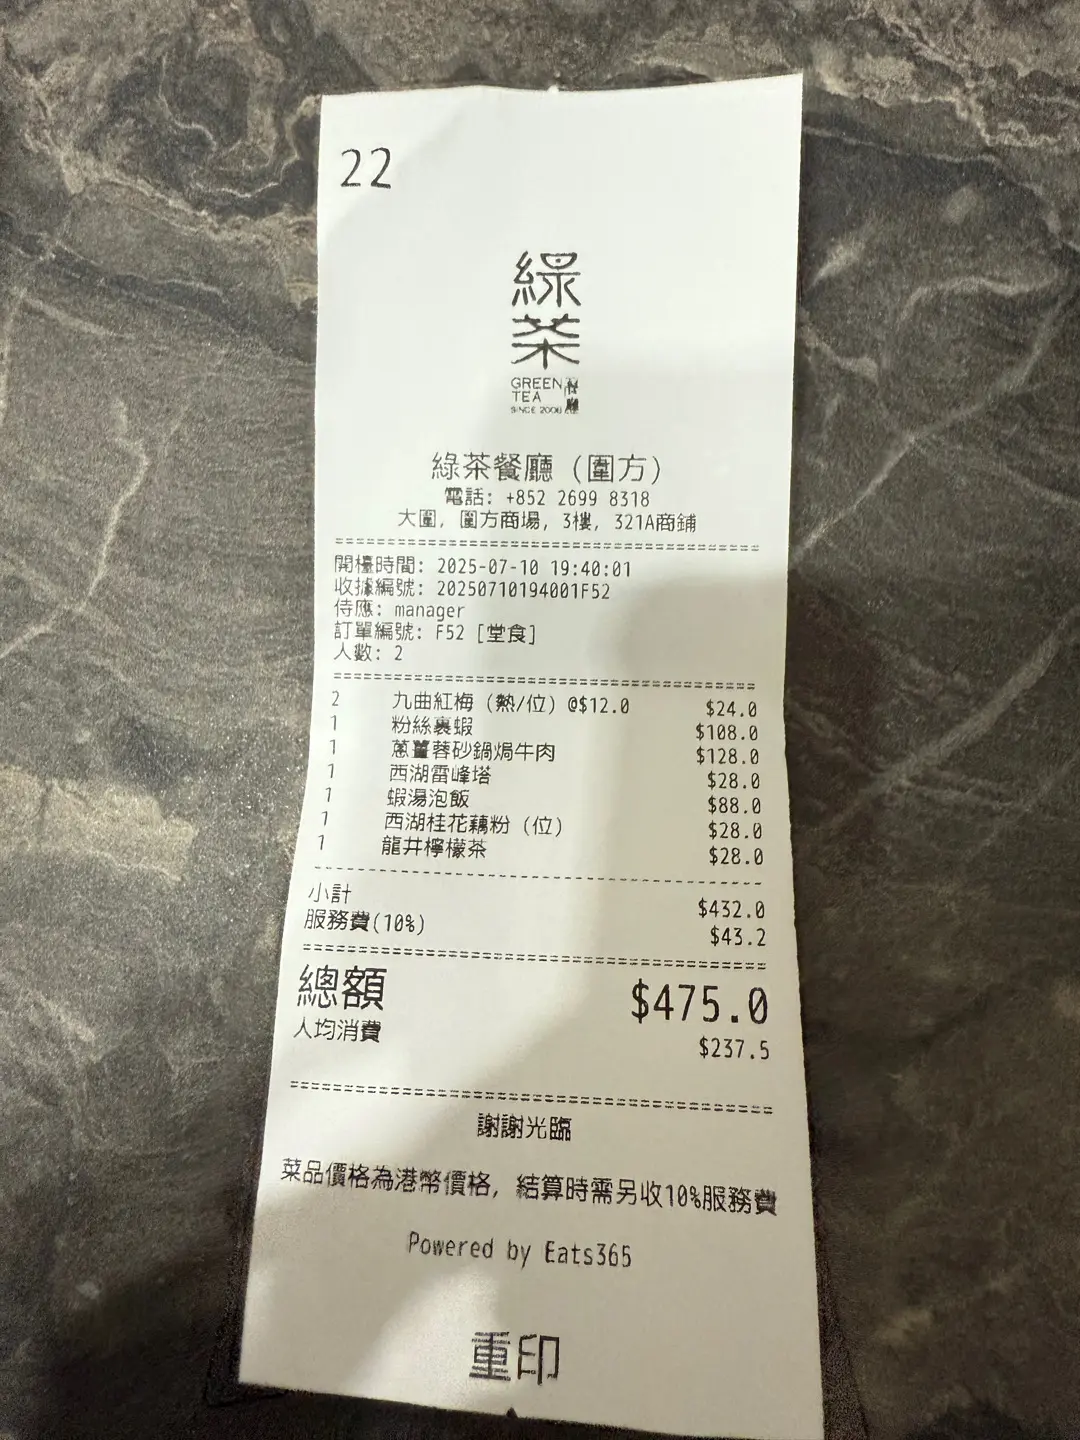 22
綠
茶
GREEN 餐
TEA 廳
SINCE 2008
綠茶餐廳 (圍方)
電話: +852 2699 8318
大圍, 圍方商場, 3樓, 321A商鋪
開檯時間: 2025-07-10 19:40:01
收據編號: 20250710194001F52
侍應: manager
訂單編號: F52 [堂食]
人數: 2
2 九曲紅梅 (熱/位) @$12.0 $24.0
1 粉絲裹蝦 $108.0
1 蔥薑蓉砂鍋焗牛肉 $128.0
1 西湖雷峰塔 $28.0
1 蝦湯泡飯 $88.0
1 西湖桂花藕粉 (位) $28.0
1 龍井檸檬茶 $28.0
小計 $432.0
服務費(10%) $43.2
總額 $475.0
人均消費 $237.5
謝謝光臨
菜品價格為港幣價格, 結算時需另收10%服務費
Powered by Eats365
重印